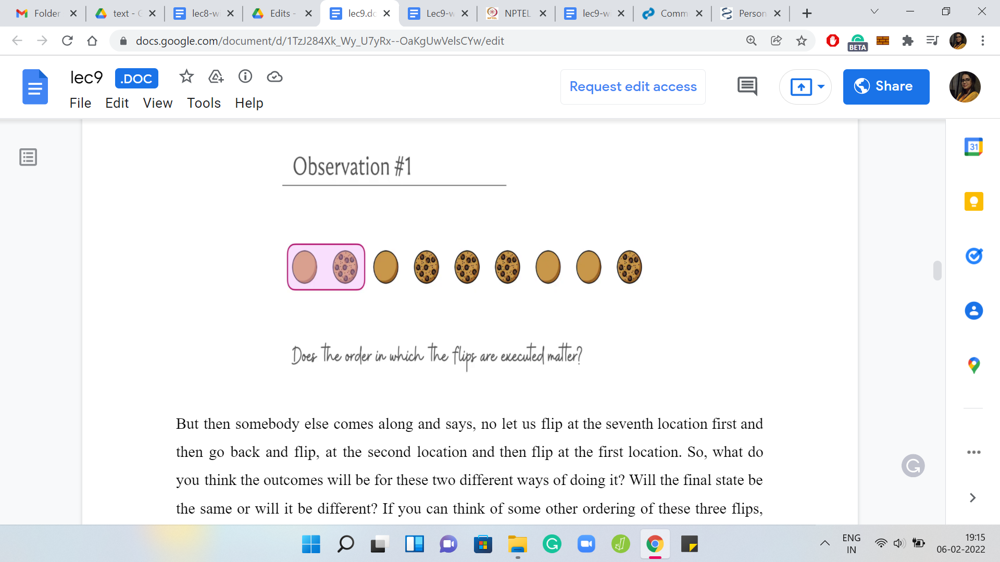 Folder
text - G
lec8-w
Edits -
lec9.dc
Lec9-w
NPTEL
lec9-w
Comm
Person
docs.google.com/document/d/1TzJ284Xk_Wy_U7yRx--OaKgUwVelsCYw/edit
BETA
lec9 .DOC
File Edit View Tools Help
Request edit access
Share
31
Observation #1
Does the order in which the flips are executed matter?
But then somebody else comes along and says, no let us flip at the seventh location first and
then go back and flip, at the second location and then flip at the first location. So, what do
you think the outcomes will be for these two different ways of doing it? Will the final state be
the same or will it be different? If you can think of some other ordering of these three flips,
ENG
IN
19:15
06-02-2022